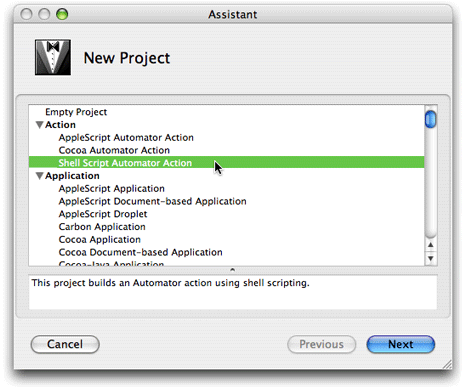 Assistant
New Project
Empty Project
Action
AppleScript Automator Action
Cocoa Automator Action
Shell Script Automator Action
Application
AppleScript Application
AppleScript Document-based Application
AppleScript Droplet
Carbon Application
Cocoa Application
Cocoa Document-based Application
Cocoa-Java Application
This project builds an Automator action using shell scripting.
Cancel
Previous
Next